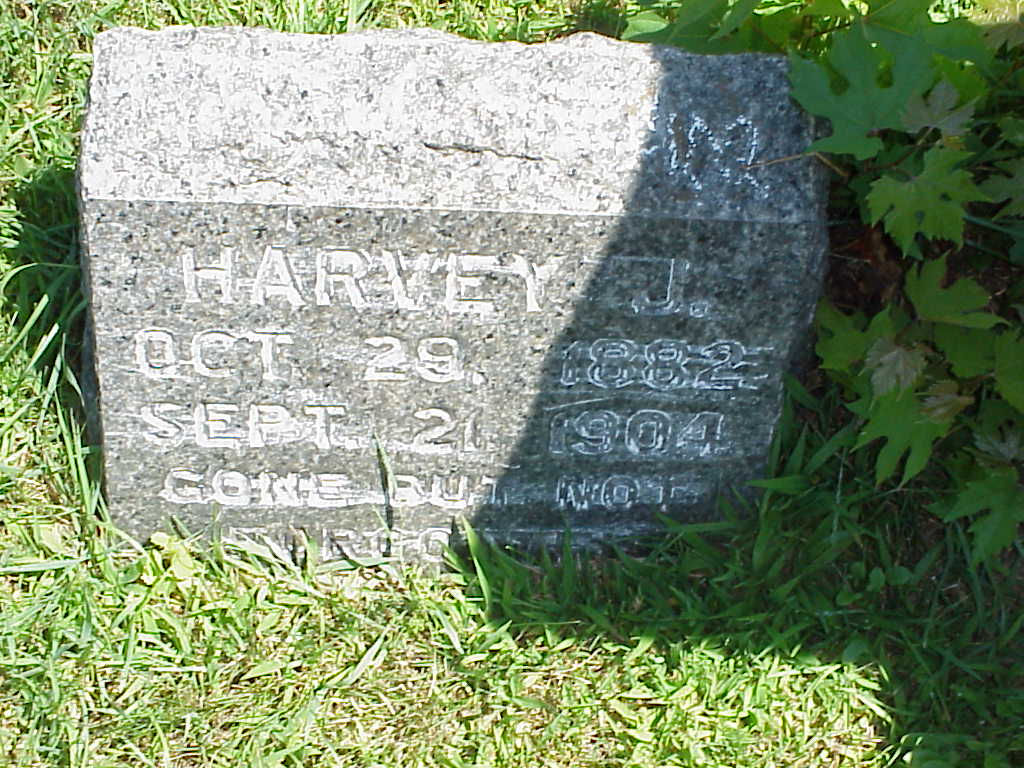 HARVEY J.
OCT. 29, 1882
SEPT. 21, 1904
GONE BUT NOT